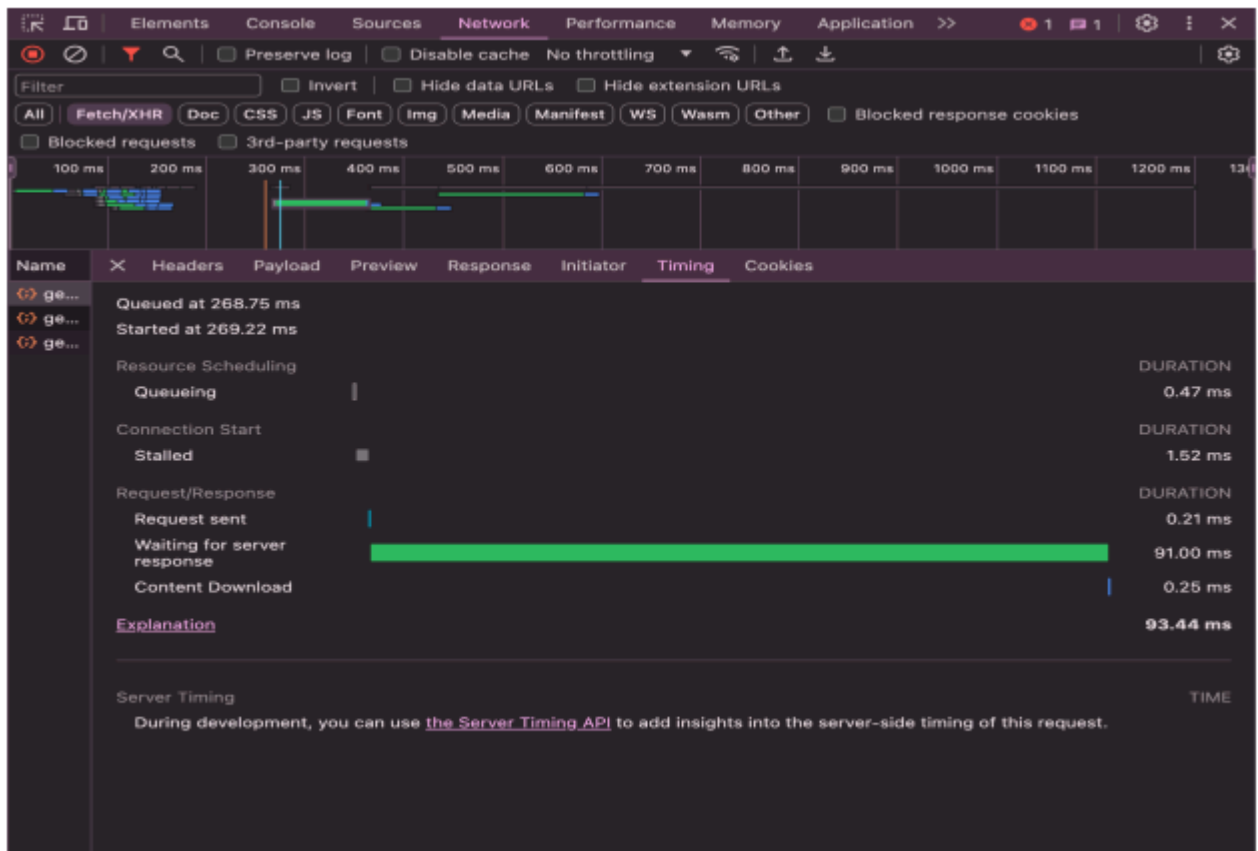 Elements Console Sources Network Performance Memory Application >> 1 1
Preserve log Disable cache No throttling
Filter Invert Hide data URLs Hide extension URLs
All Fetch/XHR Doc CSS JS Font Img Media Manifest WS Wasm Other Blocked response cookies
Blocked requests 3rd-party requests
100 ms 200 ms 300 ms 400 ms 500 ms 600 ms 700 ms 800 ms 900 ms 1000 ms 1100 ms 1200 ms
Name Headers Payload Preview Response Initiator Timing Cookies
ge...
ge...
ge...
Queued at 268.75 ms
Started at 269.22 ms
Resource Scheduling DURATION
Queueing 0.47 ms
Connection Start DURATION
Stalled 1.52 ms
Request/Response DURATION
Request sent 0.21 ms
Waiting for server
response 91.00 ms
Content Download 0.25 ms
Explanation 93.44 ms
Server Timing TIME
During development, you can use the Server Timing API to add insights into the server-side timing of this request.